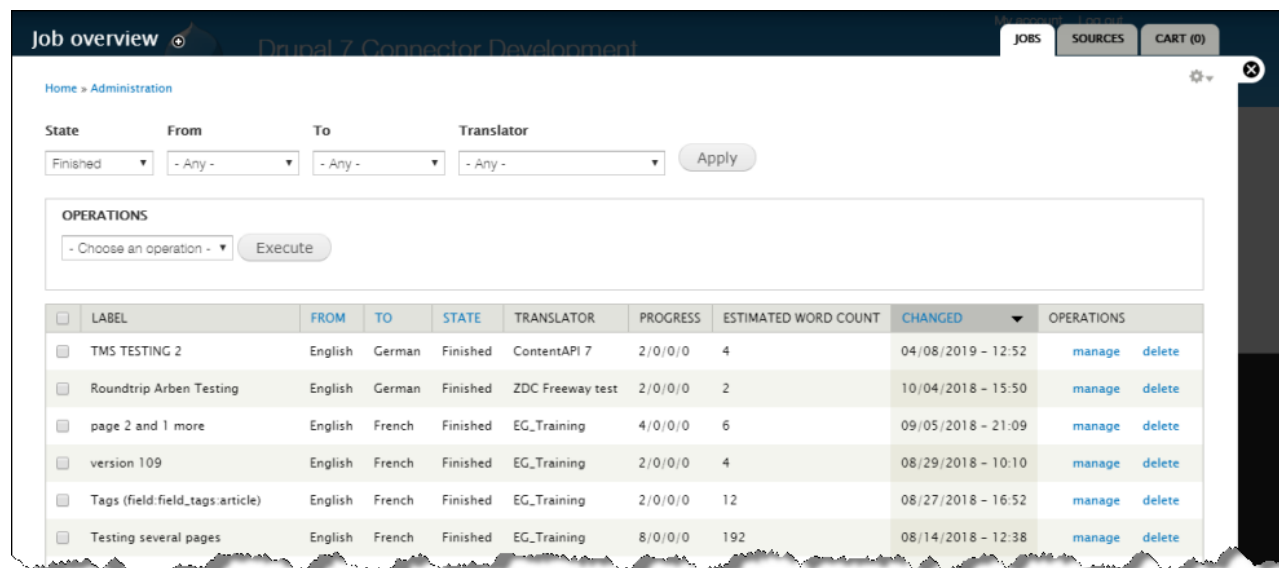 My account Log out
Job overview
Drupal 7 Connector Development
JOBS SOURCES CART (0)
Home » Administration
State From To Translator
Finished - Any - - Any - - Any - Apply
OPERATIONS
- Choose an operation - Execute
LABEL FROM TO STATE TRANSLATOR PROGRESS ESTIMATED WORD COUNT CHANGED OPERATIONS
TMS TESTING 2 English German Finished ContentAPI 7 2/0/0/0 4 04/08/2019 – 12:52 manage delete
Roundtrip Arben Testing English German Finished ZDC Freeway test 2/0/0/0 2 10/04/2018 – 15:50 manage delete
page 2 and 1 more English French Finished EG_Training 4/0/0/0 6 09/05/2018 – 21:09 manage delete
version 109 English French Finished EG_Training 2/0/0/0 4 08/29/2018 – 10:10 manage delete
Tags (field:field_tags:article) English French Finished EG_Training 2/0/0/0 12 08/27/2018 – 16:52 manage delete
Testing several pages English French Finished EG_Training 8/0/0/0 192 08/14/2018 – 12:38 manage delete